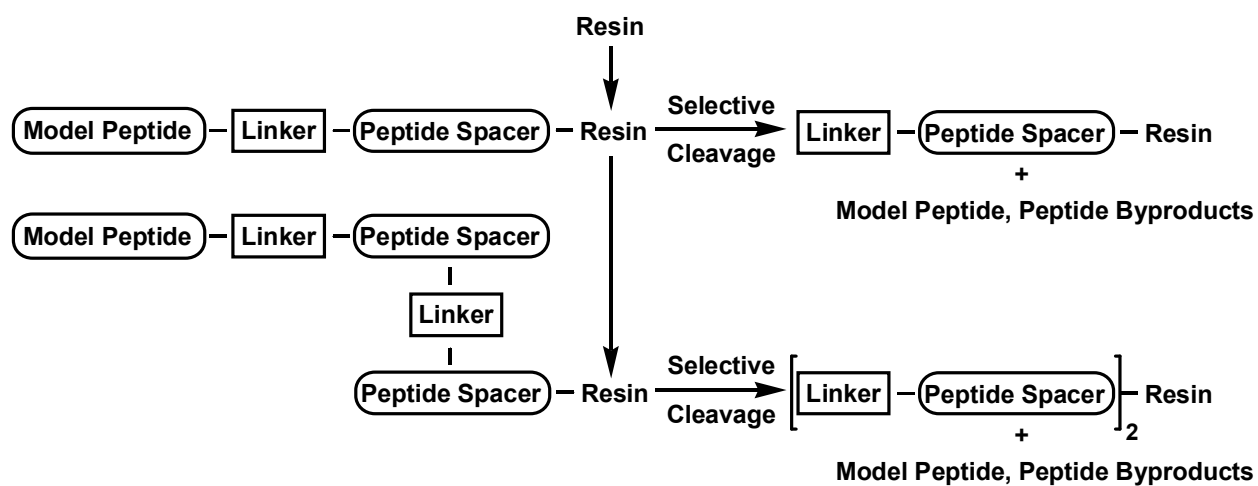 Resin
Model Peptide Linker Peptide Spacer Resin Selective Cleavage Linker Peptide Spacer Resin
+
Model Peptide, Peptide Byproducts
Model Peptide Linker Peptide Spacer
Linker
Peptide Spacer Resin Selective Cleavage [Linker Peptide Spacer]2 Resin
+
Model Peptide, Peptide Byproducts